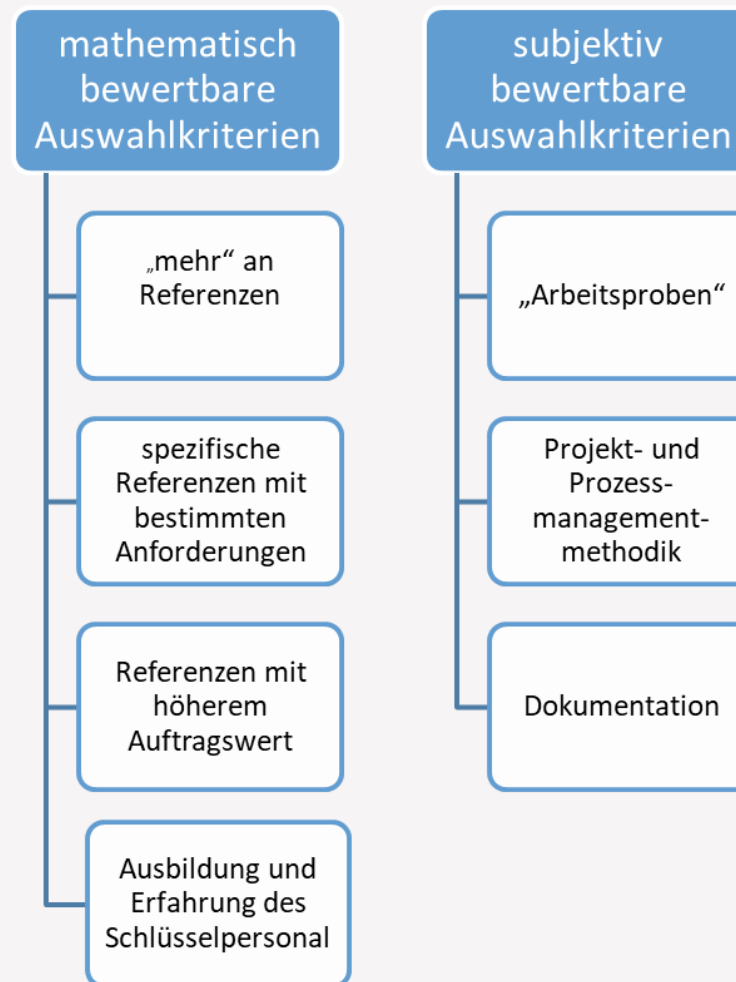 mathematisch
bewertbare
Auswahlkriterien
„mehr“ an
Referenzen
spezifische
Referenzen mit
bestimmten
Anforderungen
Referenzen mit
höherem
Auftragswert
Ausbildung und
Erfahrung des
Schlüsselpersonal
subjektiv
bewertbare
Auswahlkriterien
„Arbeitsproben“
Projekt- und
Prozess-
management-
methodik
Dokumentation